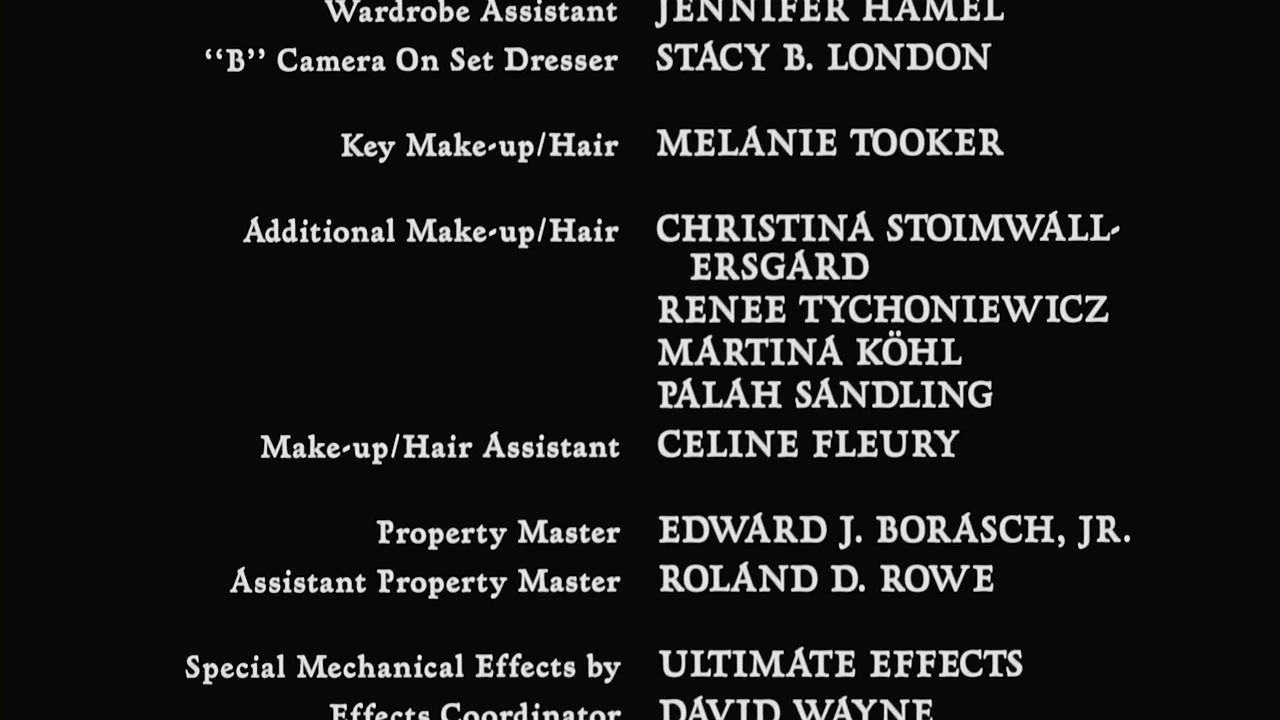 Wardrobe Assistant JENNIFER HAMEL
“B” Camera On Set Dresser STACY B. LONDON
Key Make-up/Hair MELANIE TOOKER
Additional Make-up/Hair CHRISTINA STOIMWALL-
ERSGARD
RENEE TYCHONIEWICZ
MARTINA KÖHL
PALAH SANDLING
Make-up/Hair Assistant CELINE FLEURY
Property Master EDWARD J. BORASCH, JR.
Assistant Property Master ROLAND D. ROWE
Special Mechanical Effects by ULTIMATE EFFECTS
Effects Coordinator DAVID WAYNE